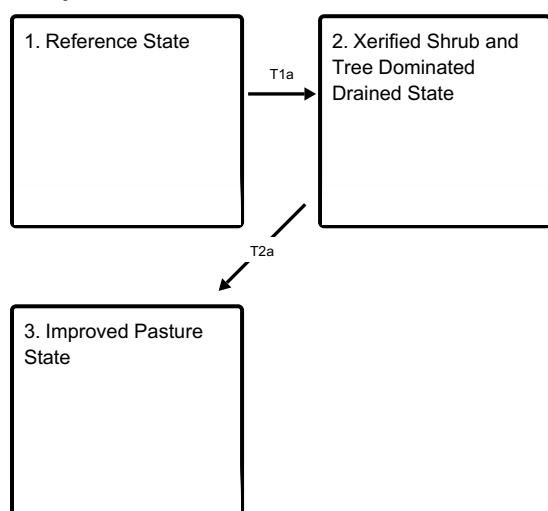 1. Reference State
T1a
2. Xerified Shrub and
Tree Dominated
Drained State
T2a
3. Improved Pasture
State